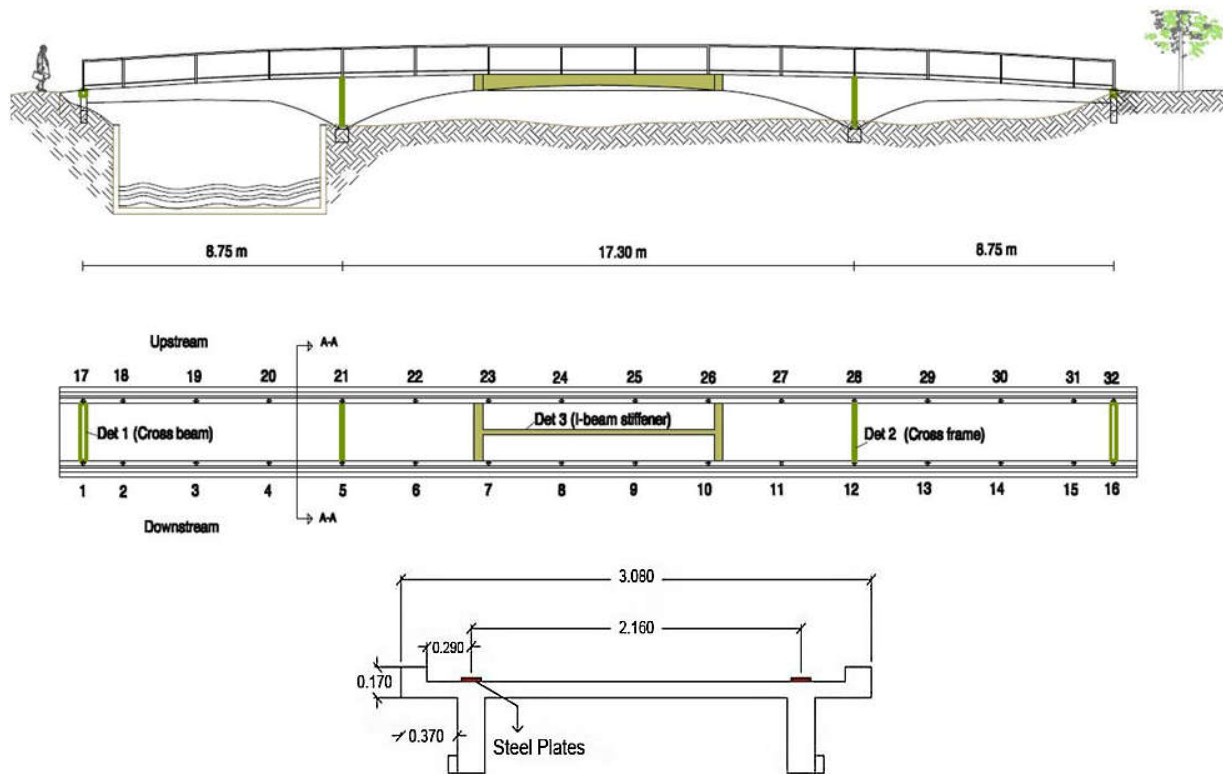 8.75 m 17.30 m 8.75 m
Upstream A-A
17 18 19 20 21 22 23 24 25 26 27 28 29 30 31 32
Det 1 (Cross beam) Det 3 (I-beam stiffener) Det 2 (Cross frame)
1 2 3 4 5 6 7 8 9 10 11 12 13 14 15 16
Downstream A-A
3.080
2.160
0.290
0.170
0.370
Steel Plates